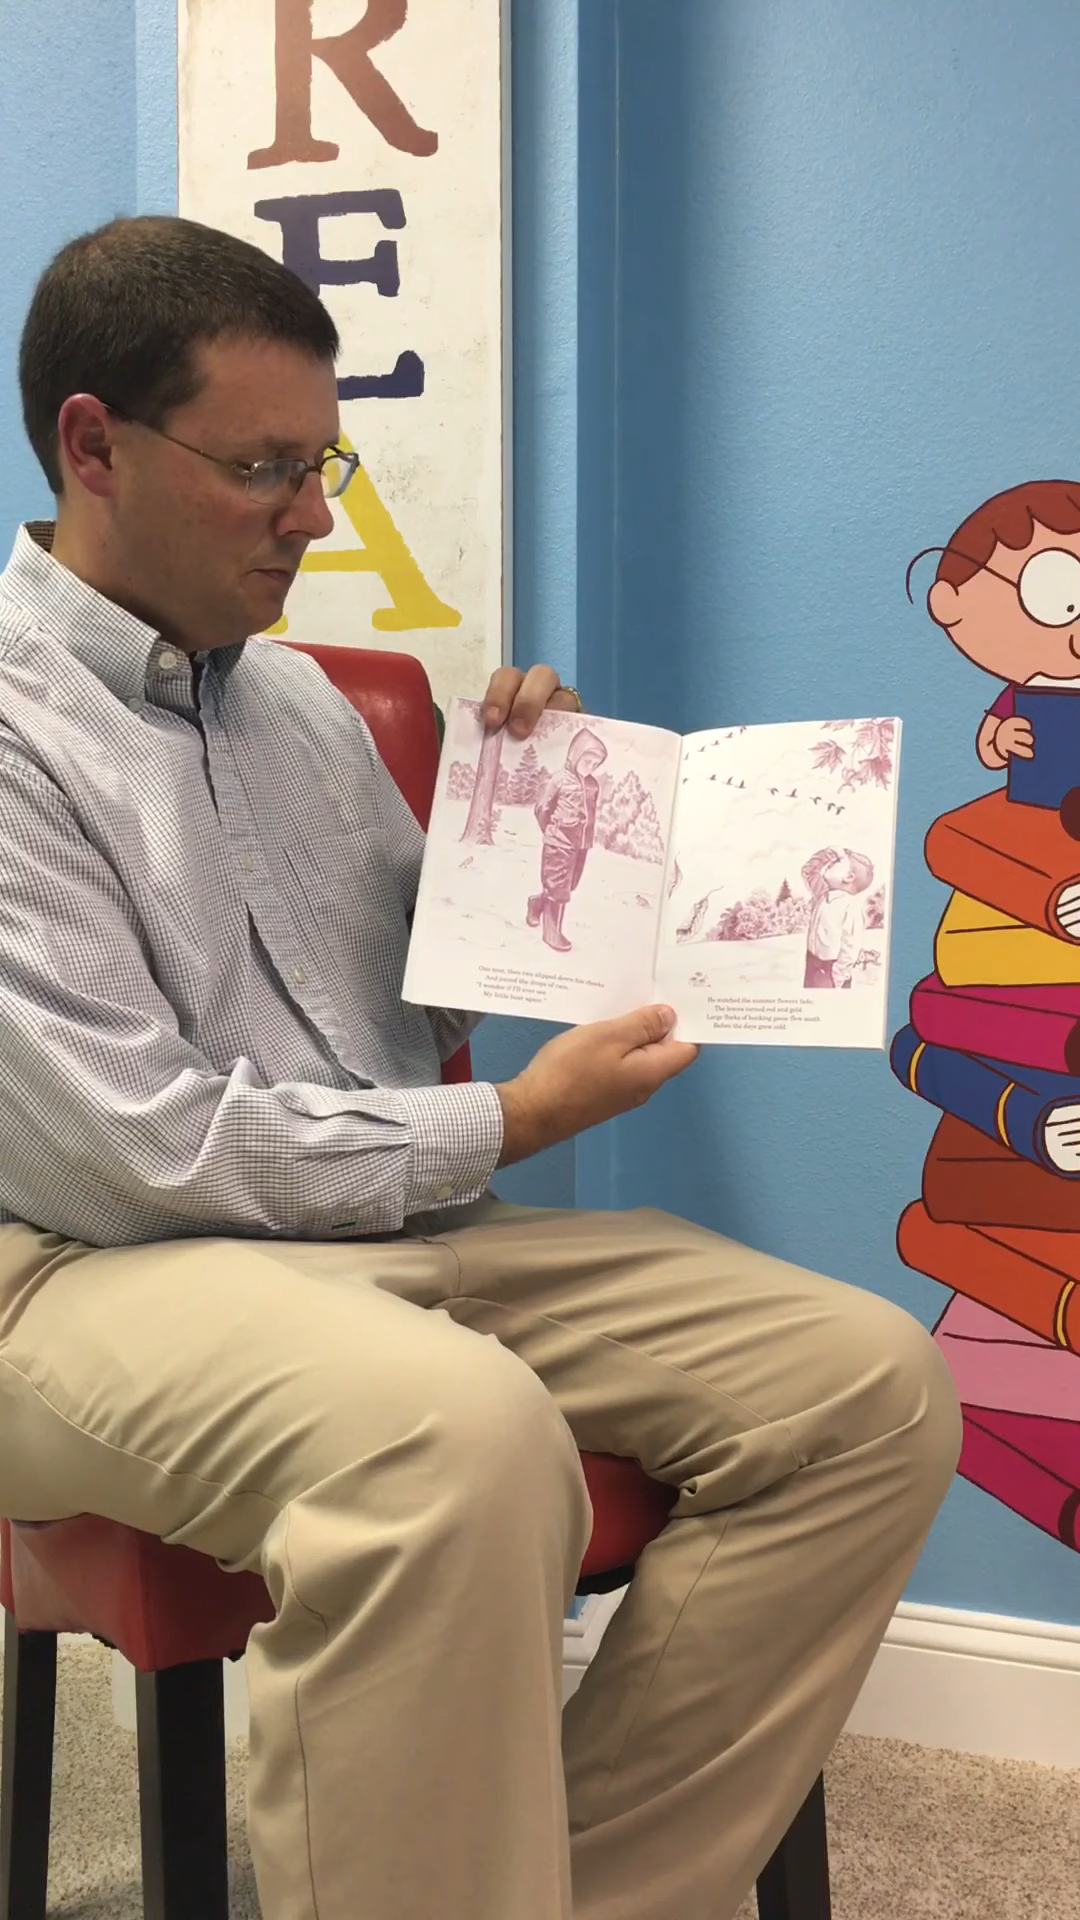 R
E
A
One tear, then two slipped down his cheeks
And joined the drops of rain.
"I wonder if I'll ever see
My little boat again."
He watched the summer flowers fade;
The leaves turned red and gold.
Large flocks of honking geese flew south
Before the days grew cold.